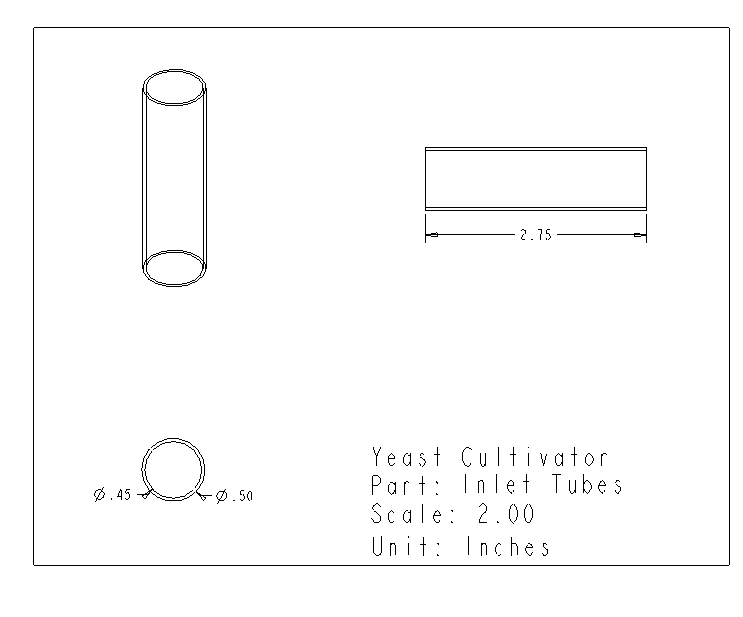 2.75
Ø.45
Ø.50
Yeast Cultivator
Part: Inlet Tubes
Scale: 2.00
Unit: Inches